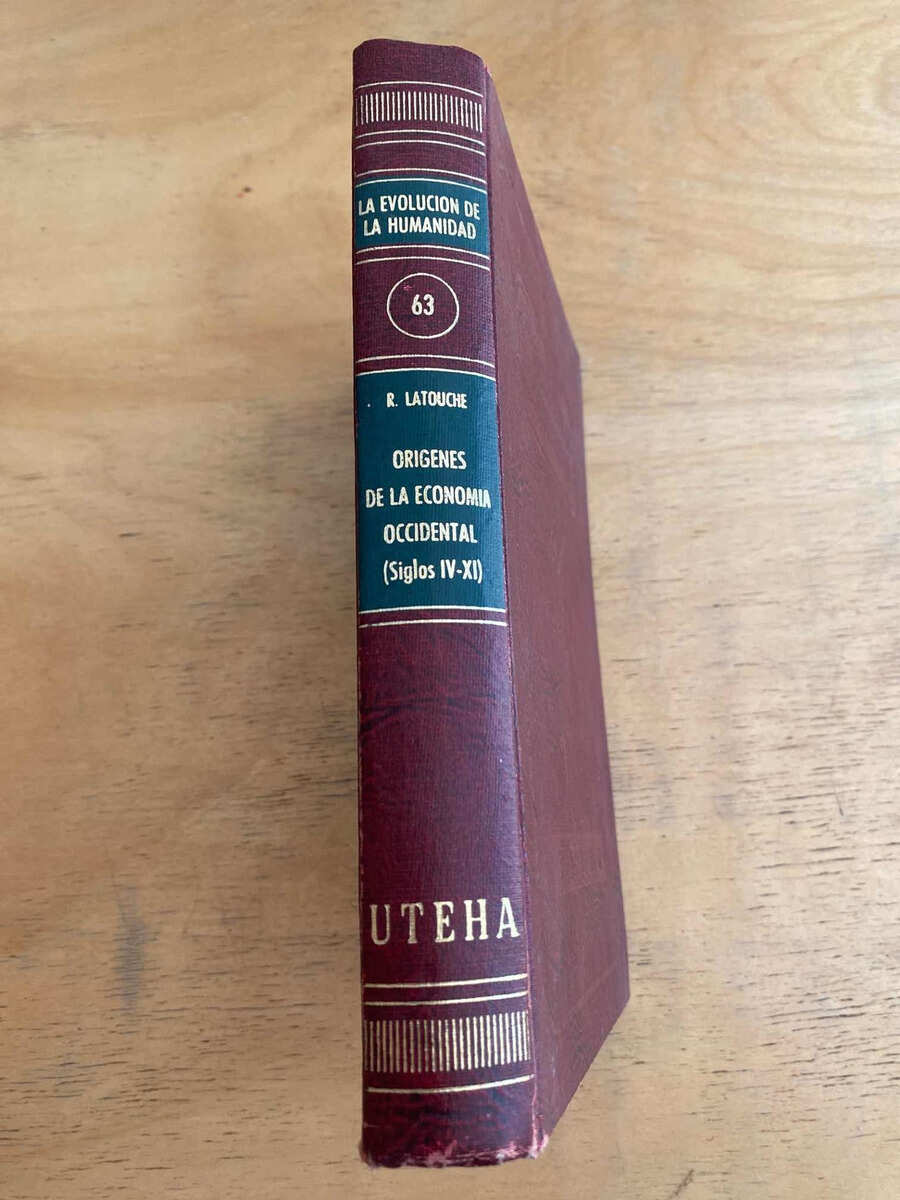 LA EVOLUCION DE
LA HUMANIDAD
63
R. LATOUCHE
ORIGENES
DE LA ECONOMIA
OCCIDENTAL
(Siglos IV-XI)
UTEHA